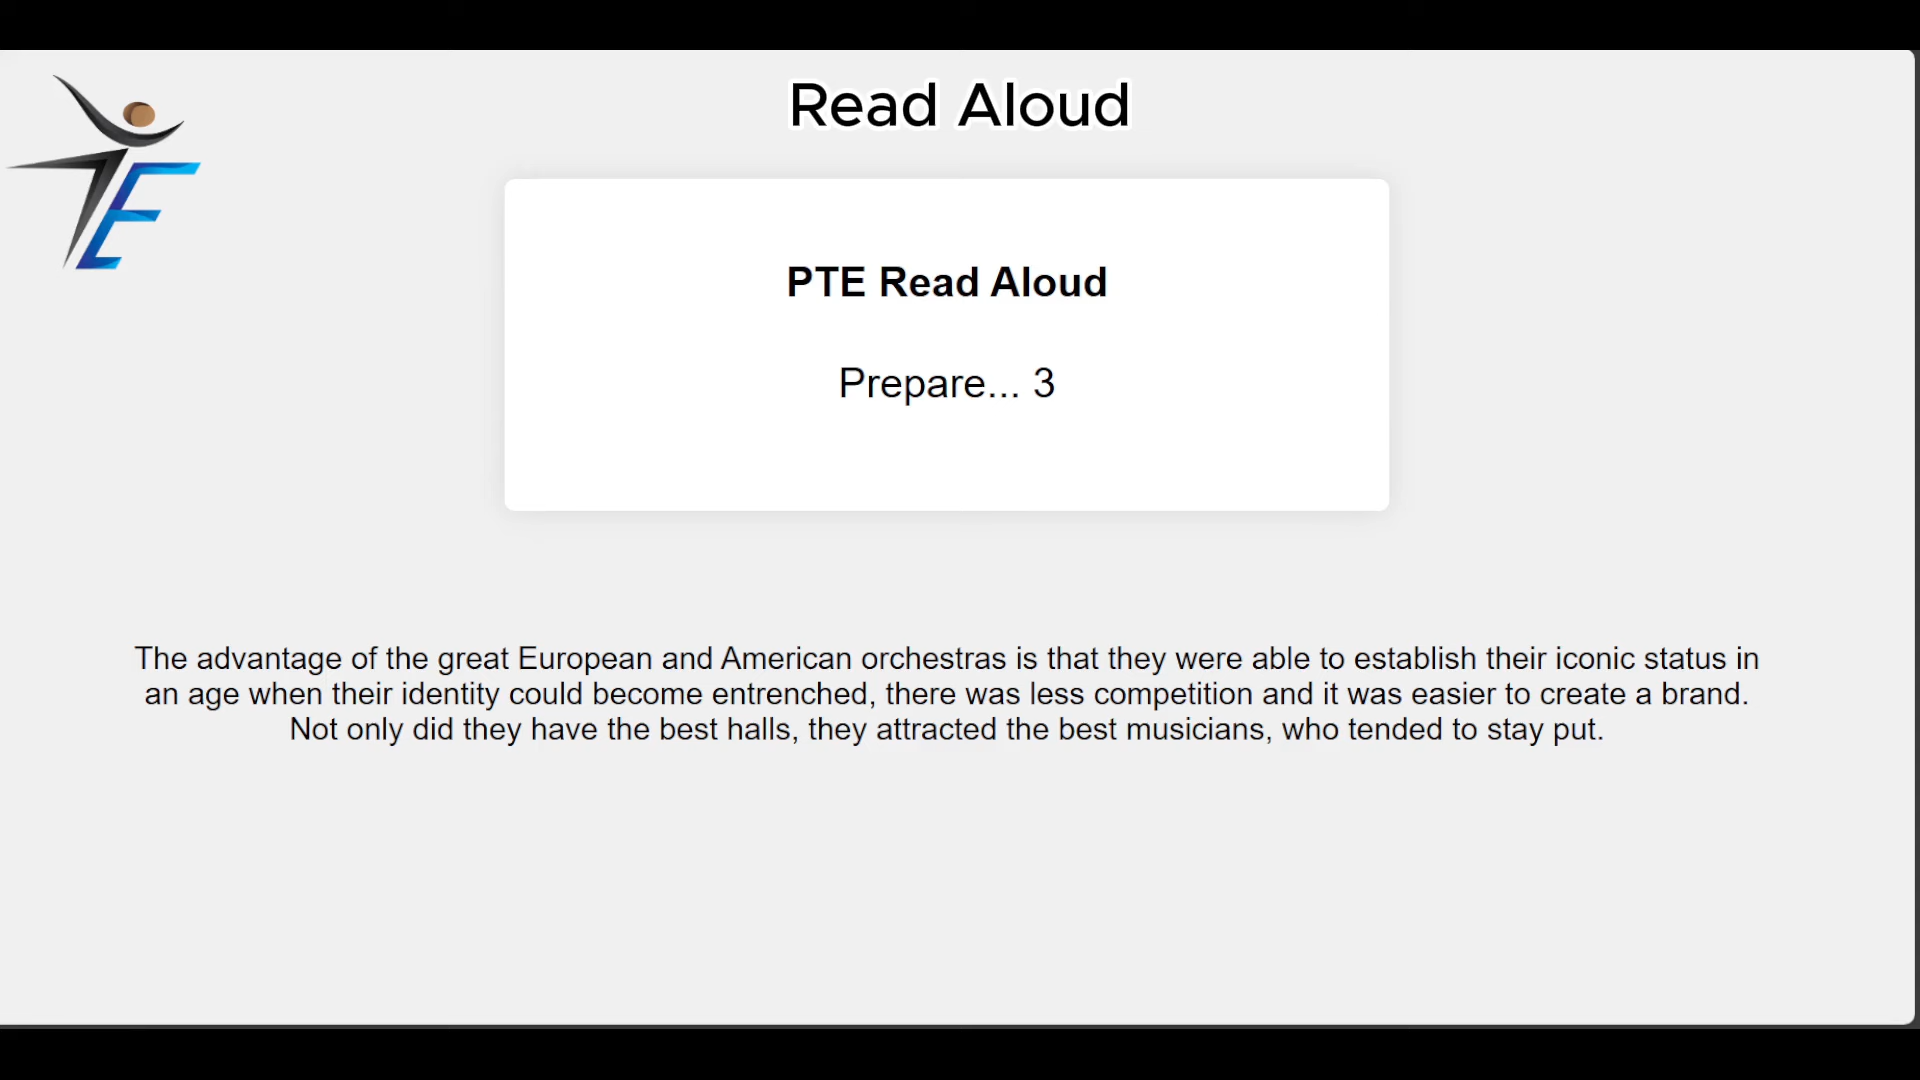 Read Aloud
PTE Read Aloud
Prepare... 3
The advantage of the great European and American orchestras is that they were able to establish their iconic status in
an age when their identity could become entrenched, there was less competition and it was easier to create a brand.
Not only did they have the best halls, they attracted the best musicians, who tended to stay put.